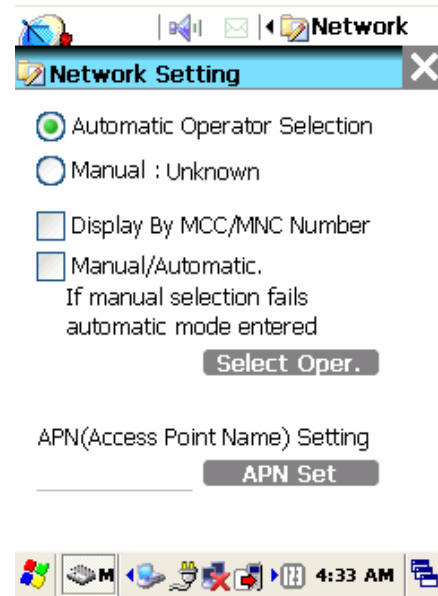 Network
Network Setting
Automatic Operator Selection
Manual : Unknown
Display By MCC/MNC Number
Manual/Automatic.
If manual selection fails
automatic mode entered
Select Oper.
APN(Access Point Name) Setting
APN Set
M 4:33 AM